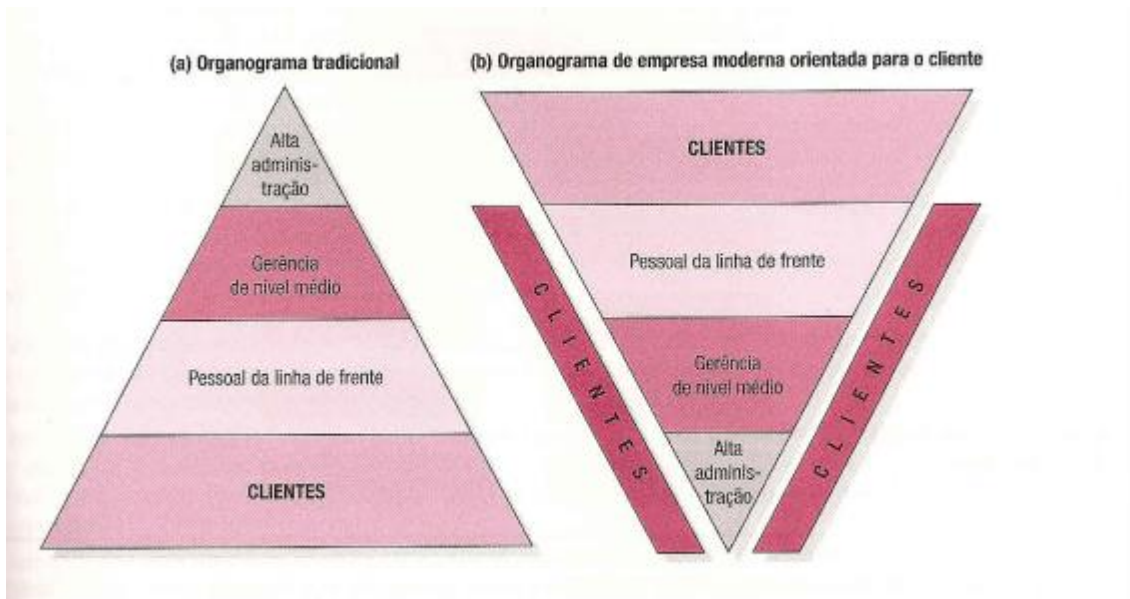 (a) Organograma tradicional
Alta
adminis-
tração
Gerência
de nível médio
Pessoal da linha de frente
CLIENTES
(b) Organograma de empresa moderna orientada para o cliente
CLIENTES
Pessoal da linha de frente
Gerência
de nível médio
Alta
adminis-
tração
CLIENTES
CLIENTES